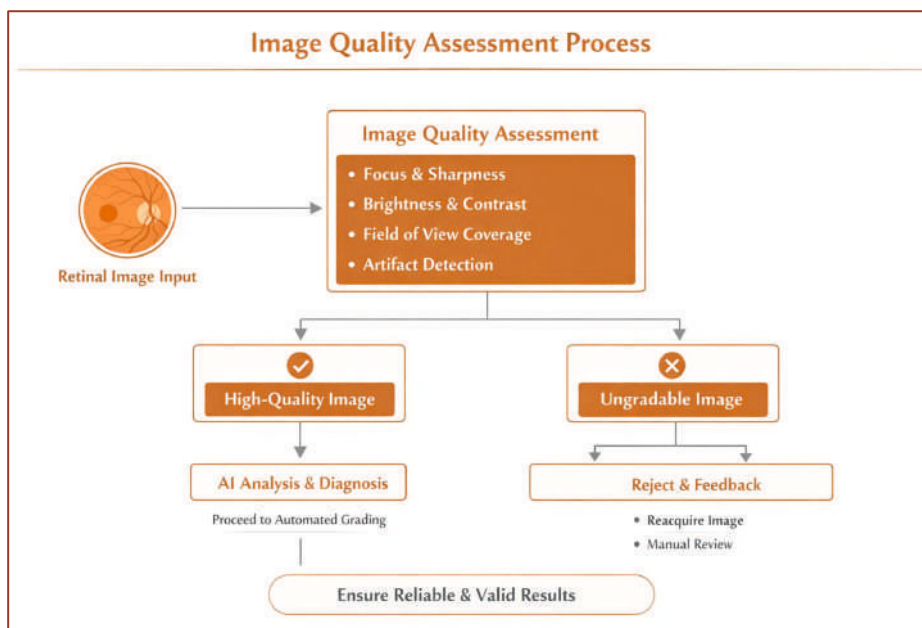 Image Quality Assessment Process
Image Quality Assessment
• Focus & Sharpness
• Brightness & Contrast
• Field of View Coverage
• Artifact Detection
Retinal Image Input
High-Quality Image
Ungradable Image
AI Analysis & Diagnosis
Reject & Feedback
Proceed to Automated Grading
• Reacquire Image
• Manual Review
Ensure Reliable & Valid Results